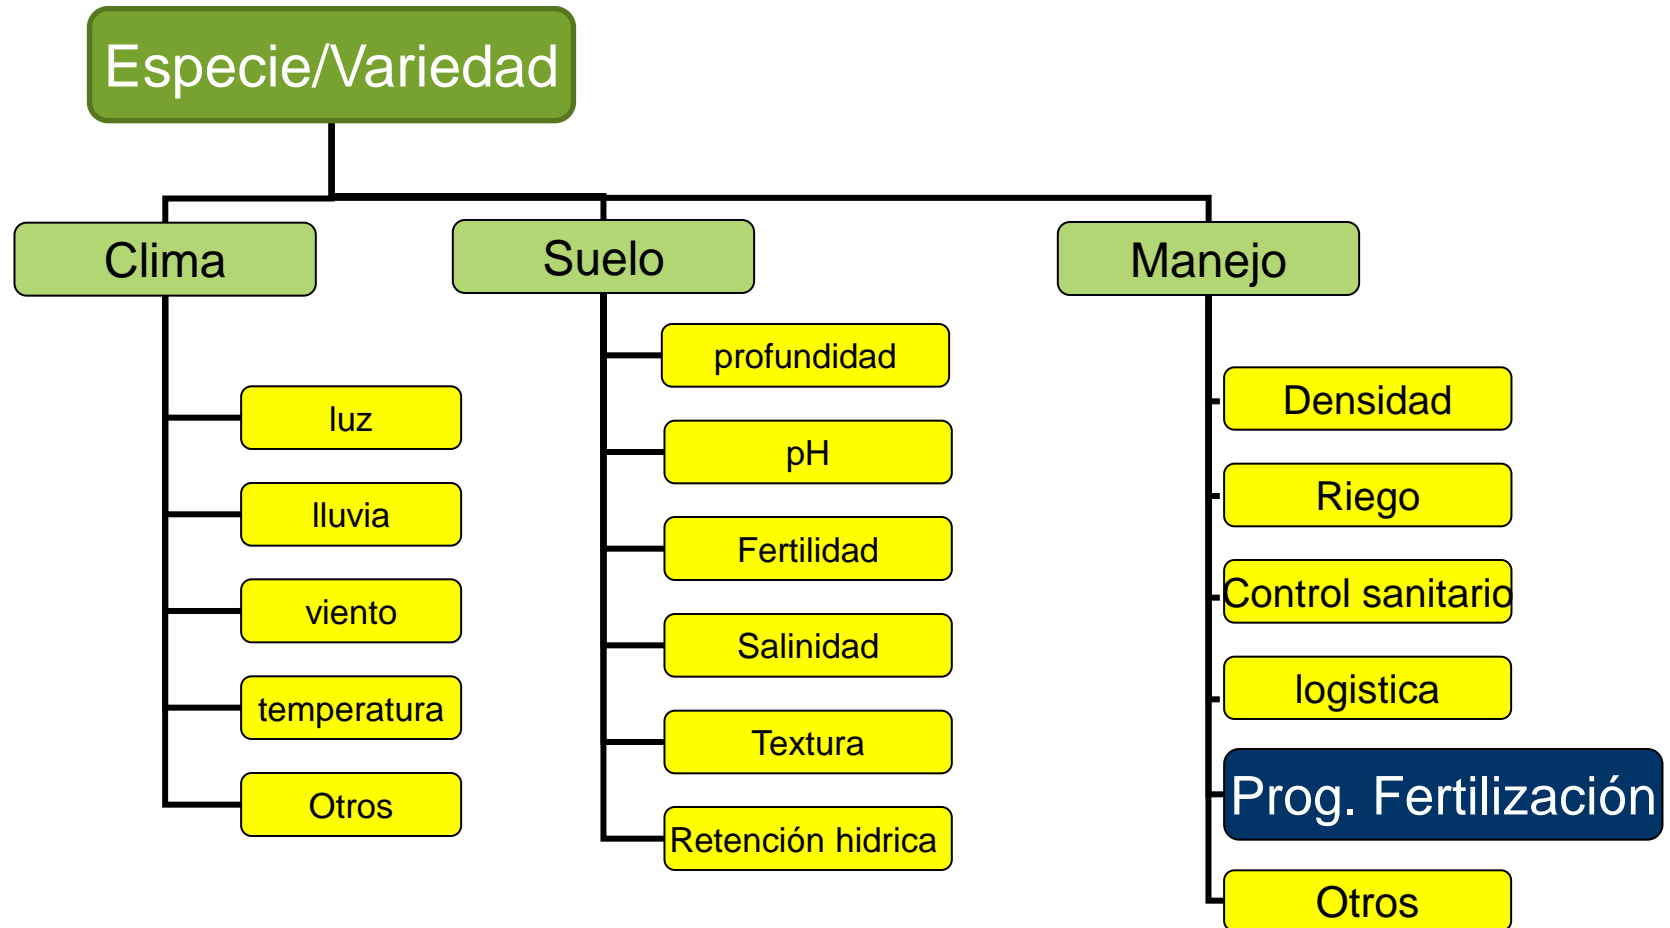 Especie/Variedad
Clima
luz
lluvia
viento
temperatura
Otros
Suelo
profundidad
pH
Fertilidad
Salinidad
Textura
Retención hidrica
Manejo
Densidad
Riego
Control sanitario
logistica
Prog. Fertilización
Otros